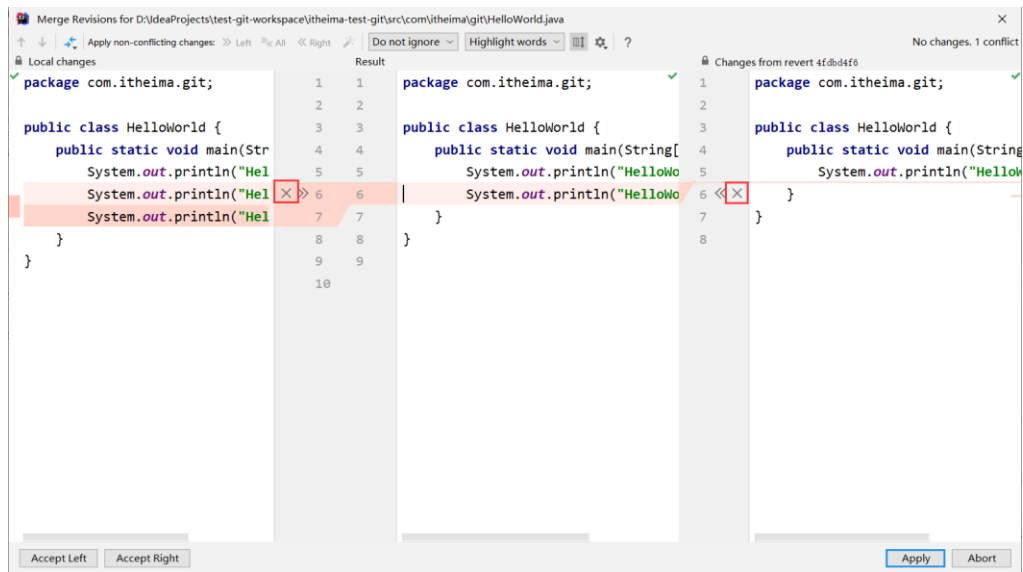 Merge Revisions for D:\IdeaProjects\test-git-workspace\itheima-test-git\src\com\itheima\git\HelloWorld.java
Apply non-conflicting changes: Left All Right Do not ignore Highlight words ? No changes. 1 conflict
Local changes Result Changes from revert 4fdbd4f6
package com.itheima.git; 1 1 package com.itheima.git; 1 package com.itheima.git;
2 2 2
public class HelloWorld { 3 3 public class HelloWorld { 3 public class HelloWorld {
public static void main(Str 4 4 public static void main(String[ 4 public static void main(String
System.out.println("Hel 5 5 System.out.println("HelloWo 5 System.out.println("HelloW
System.out.println("Hel 6 6 System.out.println("HelloWo 6 }
System.out.println("Hel 7 7 } 7 }
} 8 8 } 8
} 9 9
10
Accept Left Accept Right Apply Abort